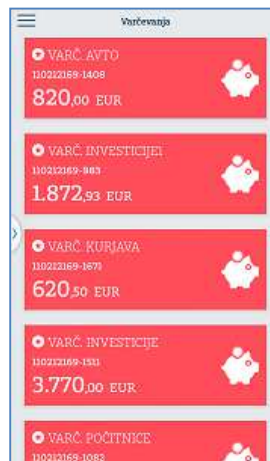 Varčevanja
VARČ. AVTO
110212169-1408
820,00 EUR
VARČ. INVESTICIJE1
110212169-983
1.872,93 EUR
VARČ. KURJAVA
110212169-1671
620,50 EUR
VARČ. INVESTICIJE
110212169-1511
3.770,00 EUR
VARČ. POČITNICE
110212169-1082